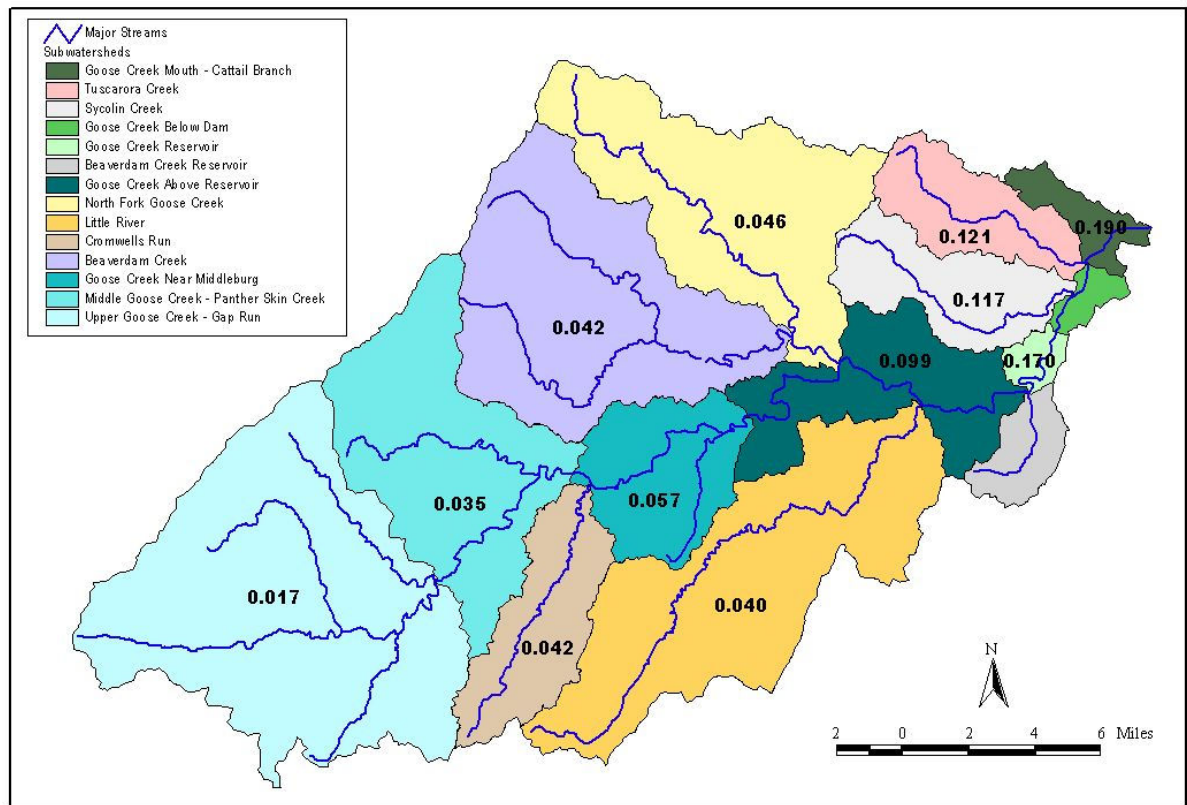 Major Streams
Subwatersheds
Goose Creek Mouth - Cattail Branch
Tuscarora Creek
Sycolin Creek
Goose Creek Below Dam
Goose Creek Reservoir
Beaverdam Creek Reservoir
Goose Creek Above Reservoir
North Fork Goose Creek
Little River
Cromwells Run
Beaverdam Creek
Goose Creek Near Middleburg
Middle Goose Creek - Panther Skin Creek
Upper Goose Creek - Gap Run
0.046
0.190
0.121
0.117
0.042
0.099
0.170
0.035
0.057
0.017
0.040
0.042
N
2 0 2 4 6 Miles